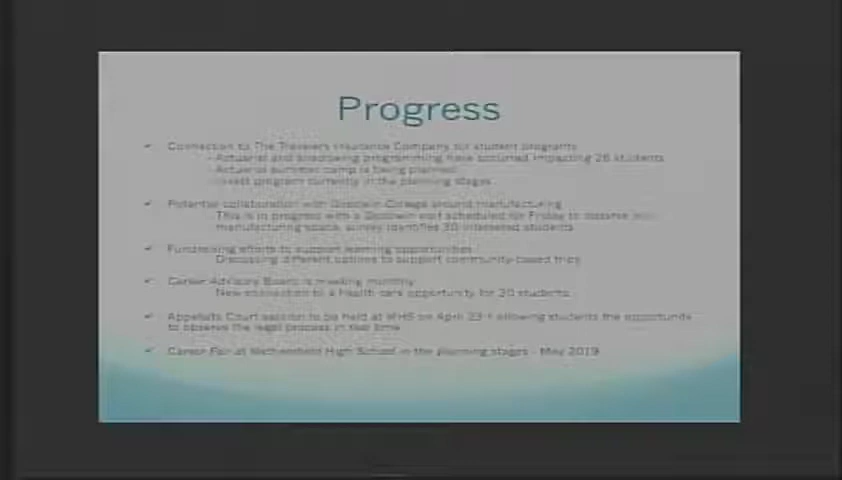 Progress
✓ Connection to The Travelers Insurance Company for student programs
- Actuarial and broadening programming have occurred impacting 26 students
- Actuarial summer camp is being planned
- program currently in the planning stages
✓ Potential collaboration with Goodwin College around manufacturing
- This is in progress with a Goodwin visit scheduled for Friday to observe
manufacturing space, survey identifies 30 interested students
✓ Fundraising efforts to support learning opportunities
- Discussing different options to support community-based trips
✓ Career Advisory Board is meeting monthly
- New connection to a health care opportunity for 20 students
✓ Appellate Court session to be held at WHS on April 23 allowing students the opportunity
to observe the legal process in real time
✓ Career Fair at Wethersfield High School in the planning stages - May 2019